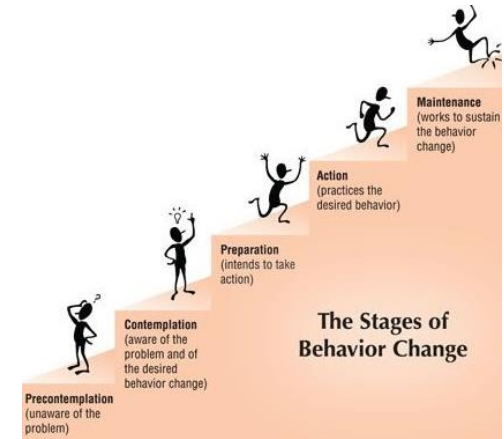 Maintenance
(works to sustain
the behavior
change)
Action
(practices the
desired behavior)
Preparation
(intends to take
action)
Contemplation
(aware of the
problem and of
the desired
behavior change)
Precontemplation
(unaware of the
problem)
The Stages of
Behavior Change
?